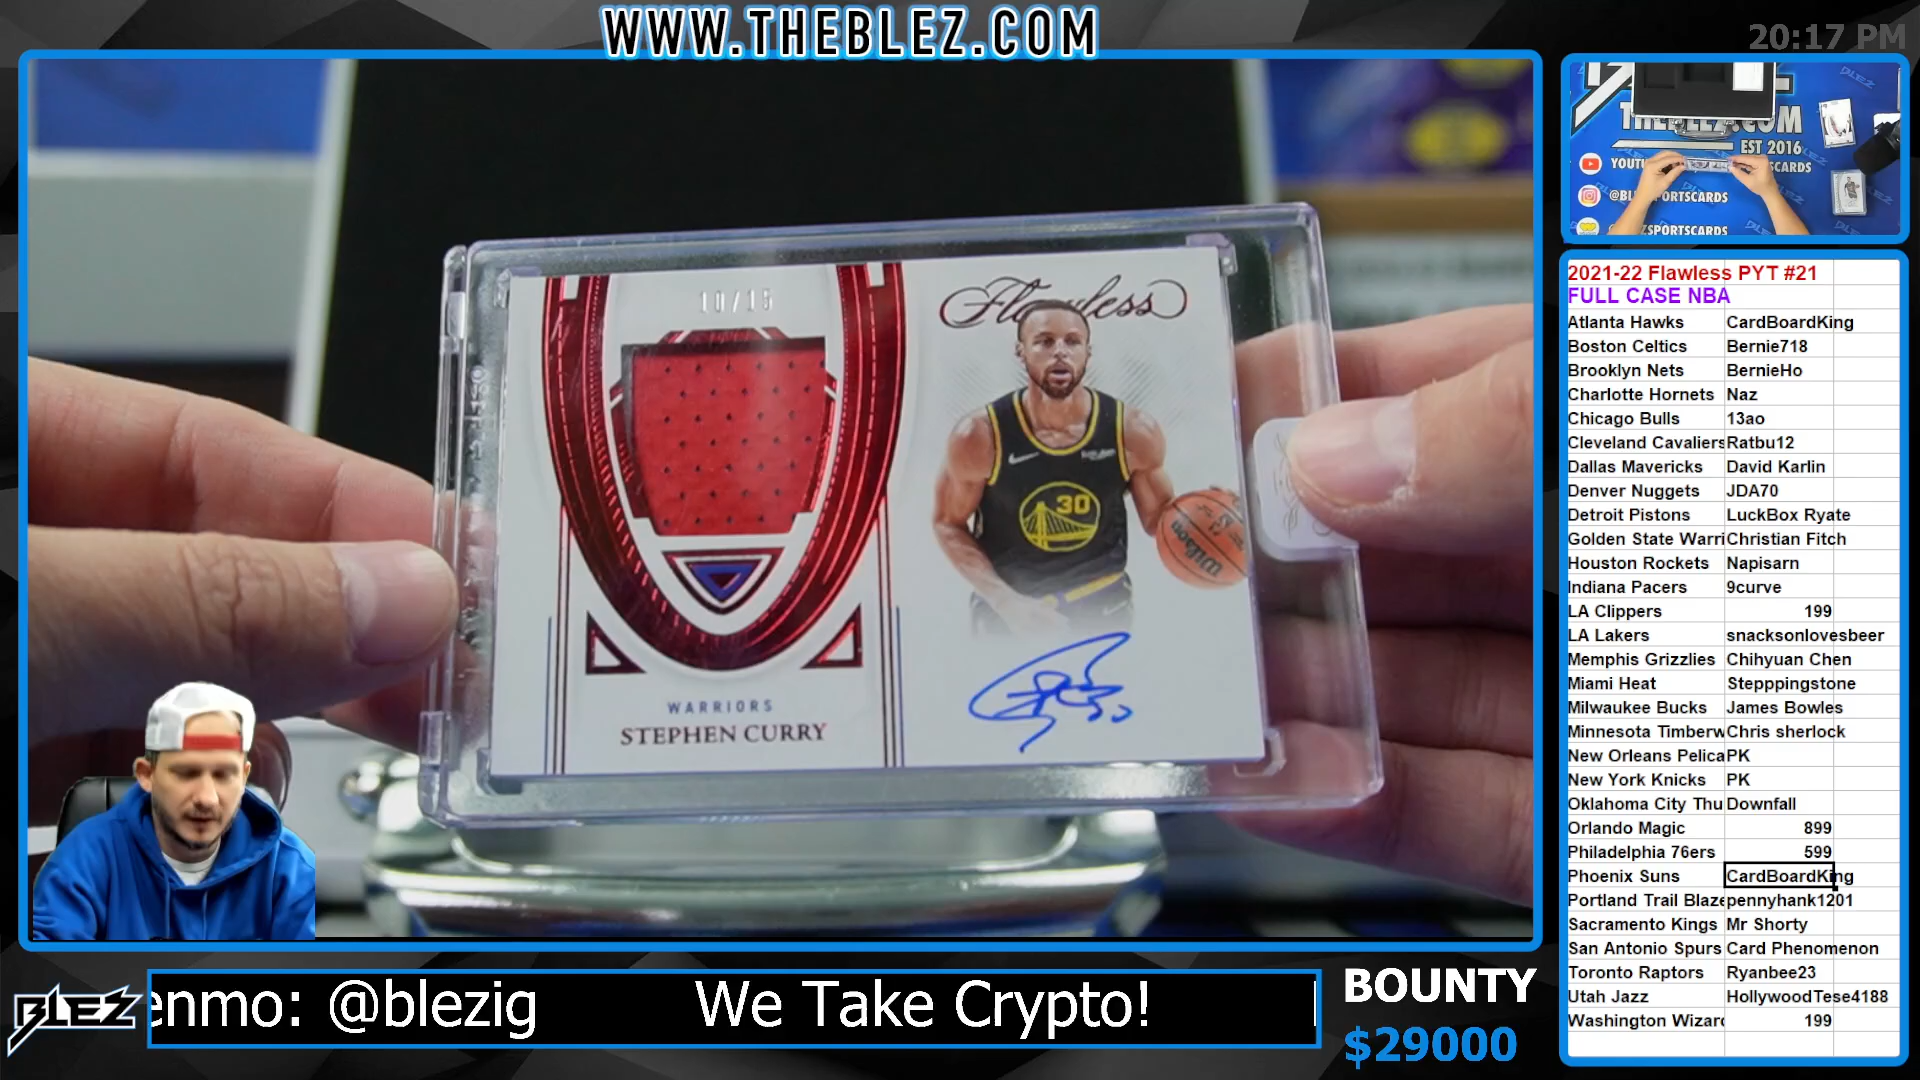 WWW.THEBLEZ.COM
20:17 PM
10/15
Flawless
30
Wilson
WARRIORS
STEPHEN CURRY
THEBLEZ.COM
EST 2016
2021-22 Flawless PYT #21
FULL CASE NBA
Atlanta Hawks CardBoardKing
Boston Celtics Bernie718
Brooklyn Nets BernieHo
Charlotte Hornets Naz
Chicago Bulls 13ao
Cleveland Cavaliers Ratbu12
Dallas Mavericks David Karlin
Denver Nuggets JDA70
Detroit Pistons LuckBox Ryate
Golden State Warri Christian Fitch
Houston Rockets Napisarn
Indiana Pacers 9curve
LA Clippers 199
LA Lakers snacksonlovesbeer
Memphis Grizzlies Chihyuan Chen
Miami Heat Stepppingstone
Milwaukee Bucks James Bowles
Minnesota Timberw Chris sherlock
New Orleans Pelica PK
New York Knicks PK
Oklahoma City Thu Downfall
Orlando Magic 899
Philadelphia 76ers 599
Phoenix Suns CardBoardKing
Portland Trail Blaze pennyhank1201
Sacramento Kings Mr Shorty
San Antonio Spurs Card Phenomenon
Toronto Raptors Ryanbee23
Utah Jazz HollywoodTese4188
Washington Wizard 199
BLEZ
enmo: @blezig We Take Crypto!
BOUNTY
$29000